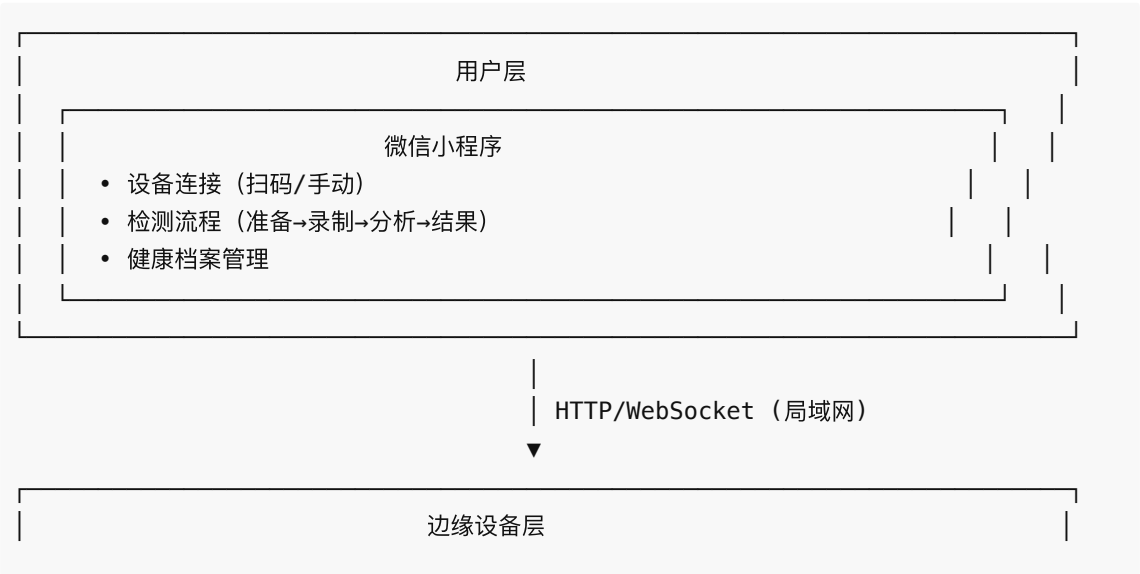 用户层
微信小程序
• 设备连接（扫码/手动）
• 检测流程（准备→录制→分析→结果）
• 健康档案管理
HTTP/WebSocket (局域网)
▼
边缘设备层